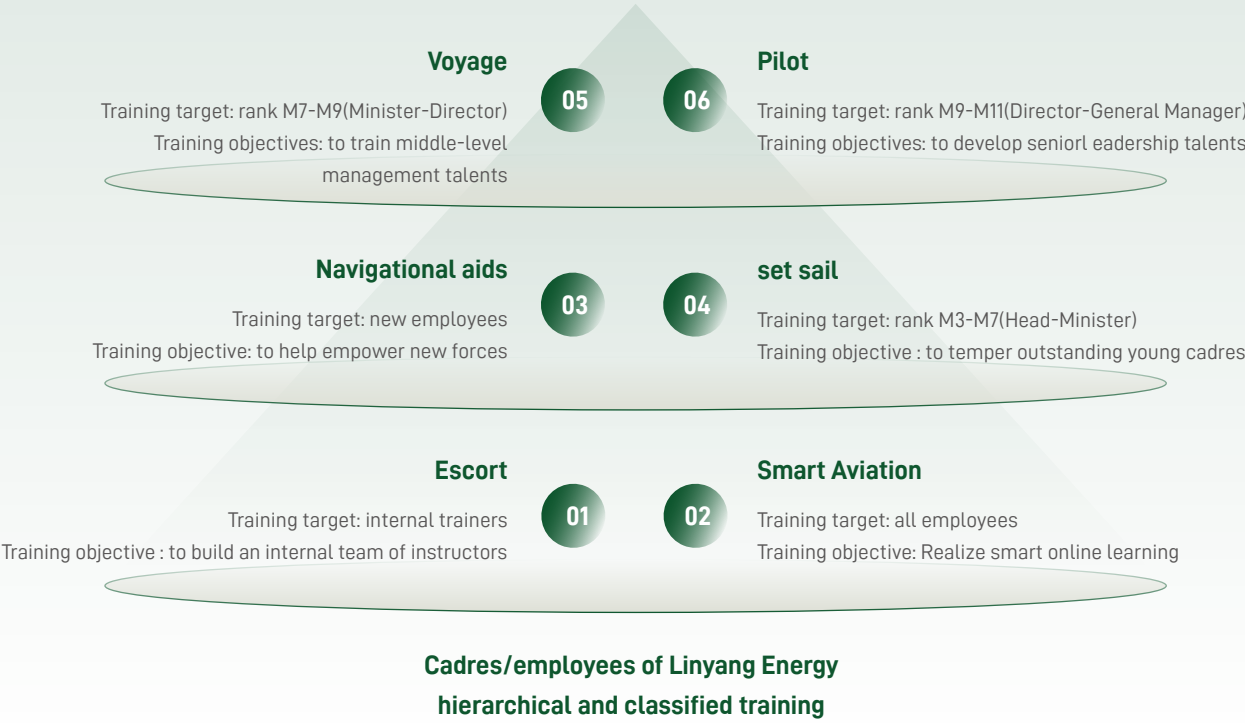 Voyage
Training target: rank M7-M9(Minister-Director)
Training objectives: to train middle-level
management talents
05
06
Pilot
Training target: rank M9-M11(Director-General Manager)
Training objectives: to develop seniorl eadership talents
Navigational aids
Training target: new employees
Training objective: to help empower new forces
03
04
set sail
Training target: rank M3-M7(Head-Minister)
Training objective : to temper outstanding young cadres
Escort
Training target: internal trainers
Training objective : to build an internal team of instructors
01
02
Smart Aviation
Training target: all employees
Training objective: Realize smart online learning
Cadres/employees of Linyang Energy
hierarchical and classified training